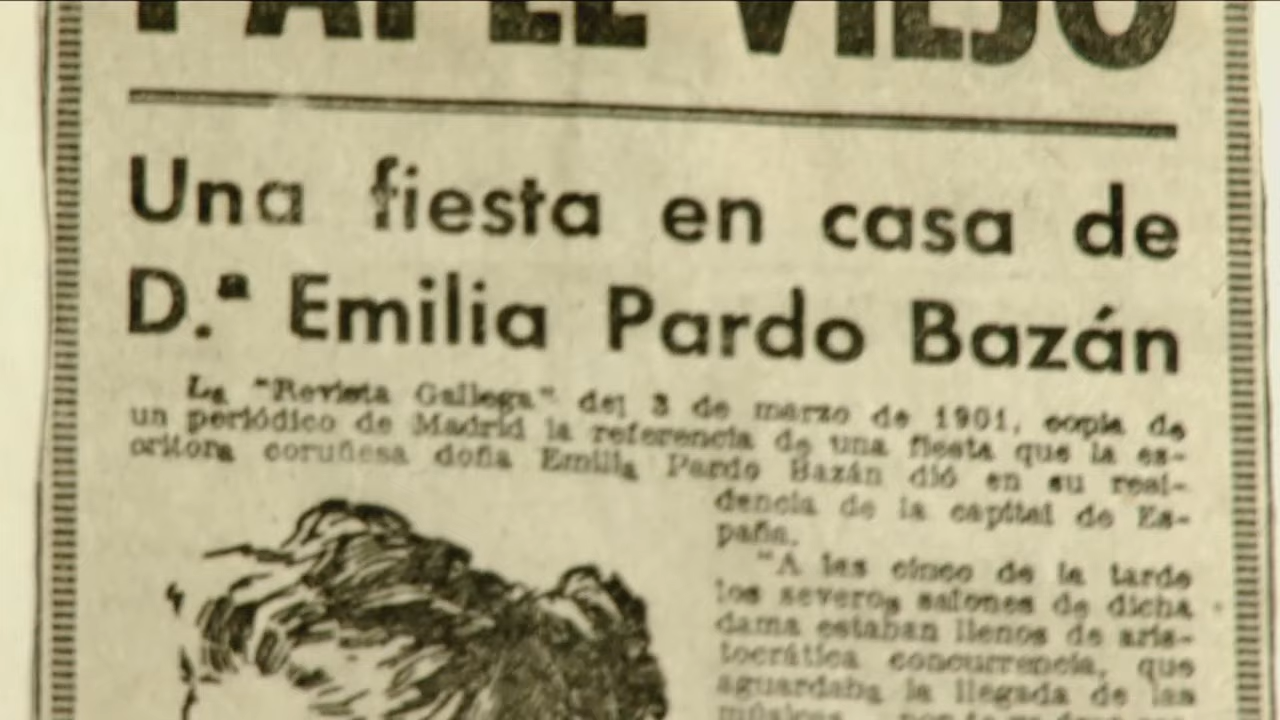 PAPEL VIEJO
Una fiesta en casa de
D.ª Emilia Pardo Bazán
La "Revista Gallega" del 3 de marzo de 1901, copia de
un periódico de Madrid la referencia de una fiesta que la es-
critora coruñesa doña Emilia Pardo Bazán dió en su resi-
dencia de la capital de Es-
paña.
"A las cinco de la tarde
los severos salones de dicha
dama estaban llenos de aris-
tocrática concurrencia, que
aguardaba la llegada de las
músicas